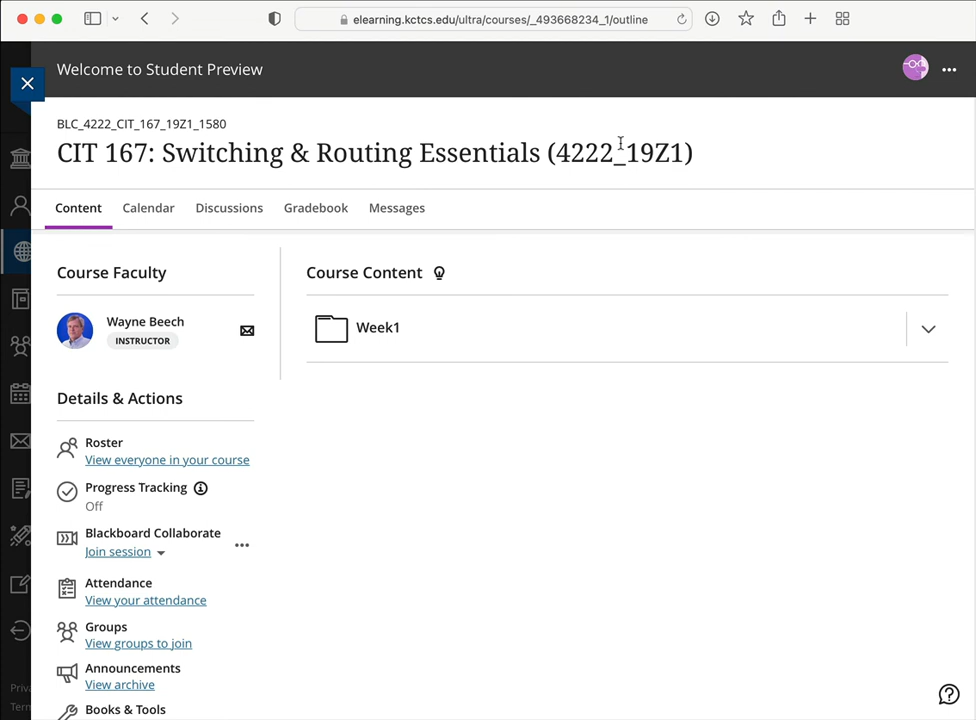 elearning.kctcs.edu/ultra/courses/_493668234_1/outline
Welcome to Student Preview
BLC_4222_CIT_167_19Z1_1580
CIT 167: Switching & Routing Essentials (4222_19Z1)
Content
Calendar
Discussions
Gradebook
Messages
Course Faculty
Wayne Beech
INSTRUCTOR
Details & Actions
Roster
View everyone in your course
Progress Tracking
Off
Blackboard Collaborate
Join session
Attendance
View your attendance
Groups
View groups to join
Announcements
View archive
Books & Tools
Course Content
Week1
Priva
Term